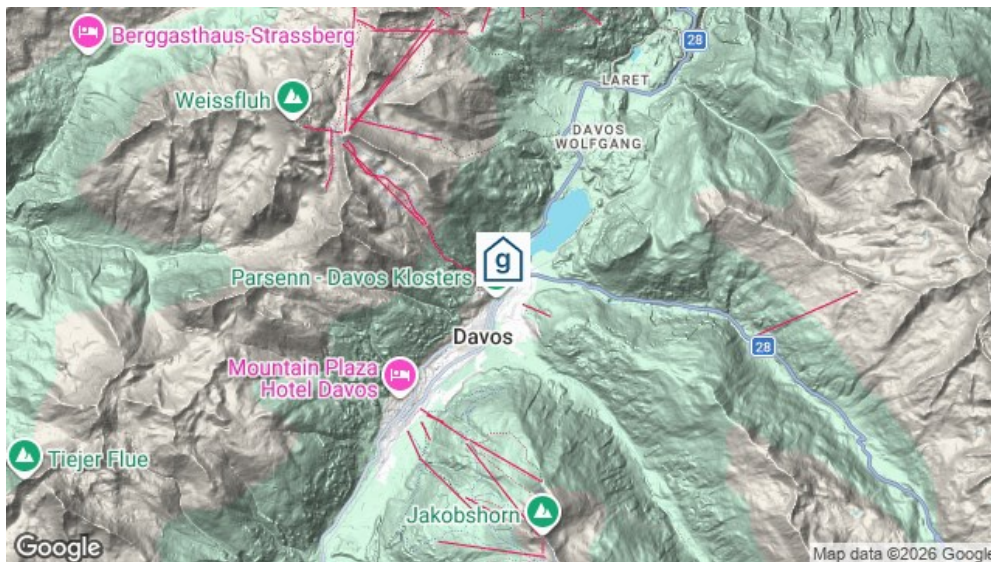 Berggasthaus-Strassberg
28
LARET
Weissfluh
DAVOS
WOLFGANG
g
Parsenn - Davos Klosters
Davos
28
Mountain Plaza
Hotel Davos
Tiejer Flue
Jakobshorn
Google
Map data ©2026 Google